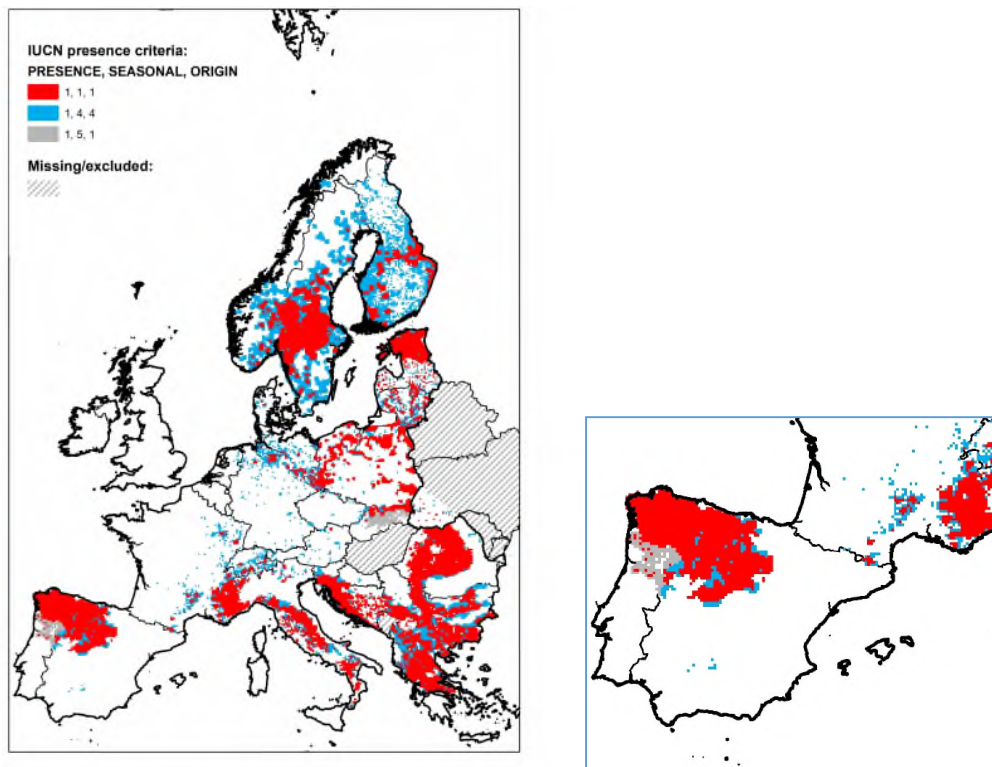 IUCN presence criteria:
PRESENCE, SEASONAL, ORIGIN
1, 1, 1
1, 4, 4
1, 5, 1
Missing/excluded: